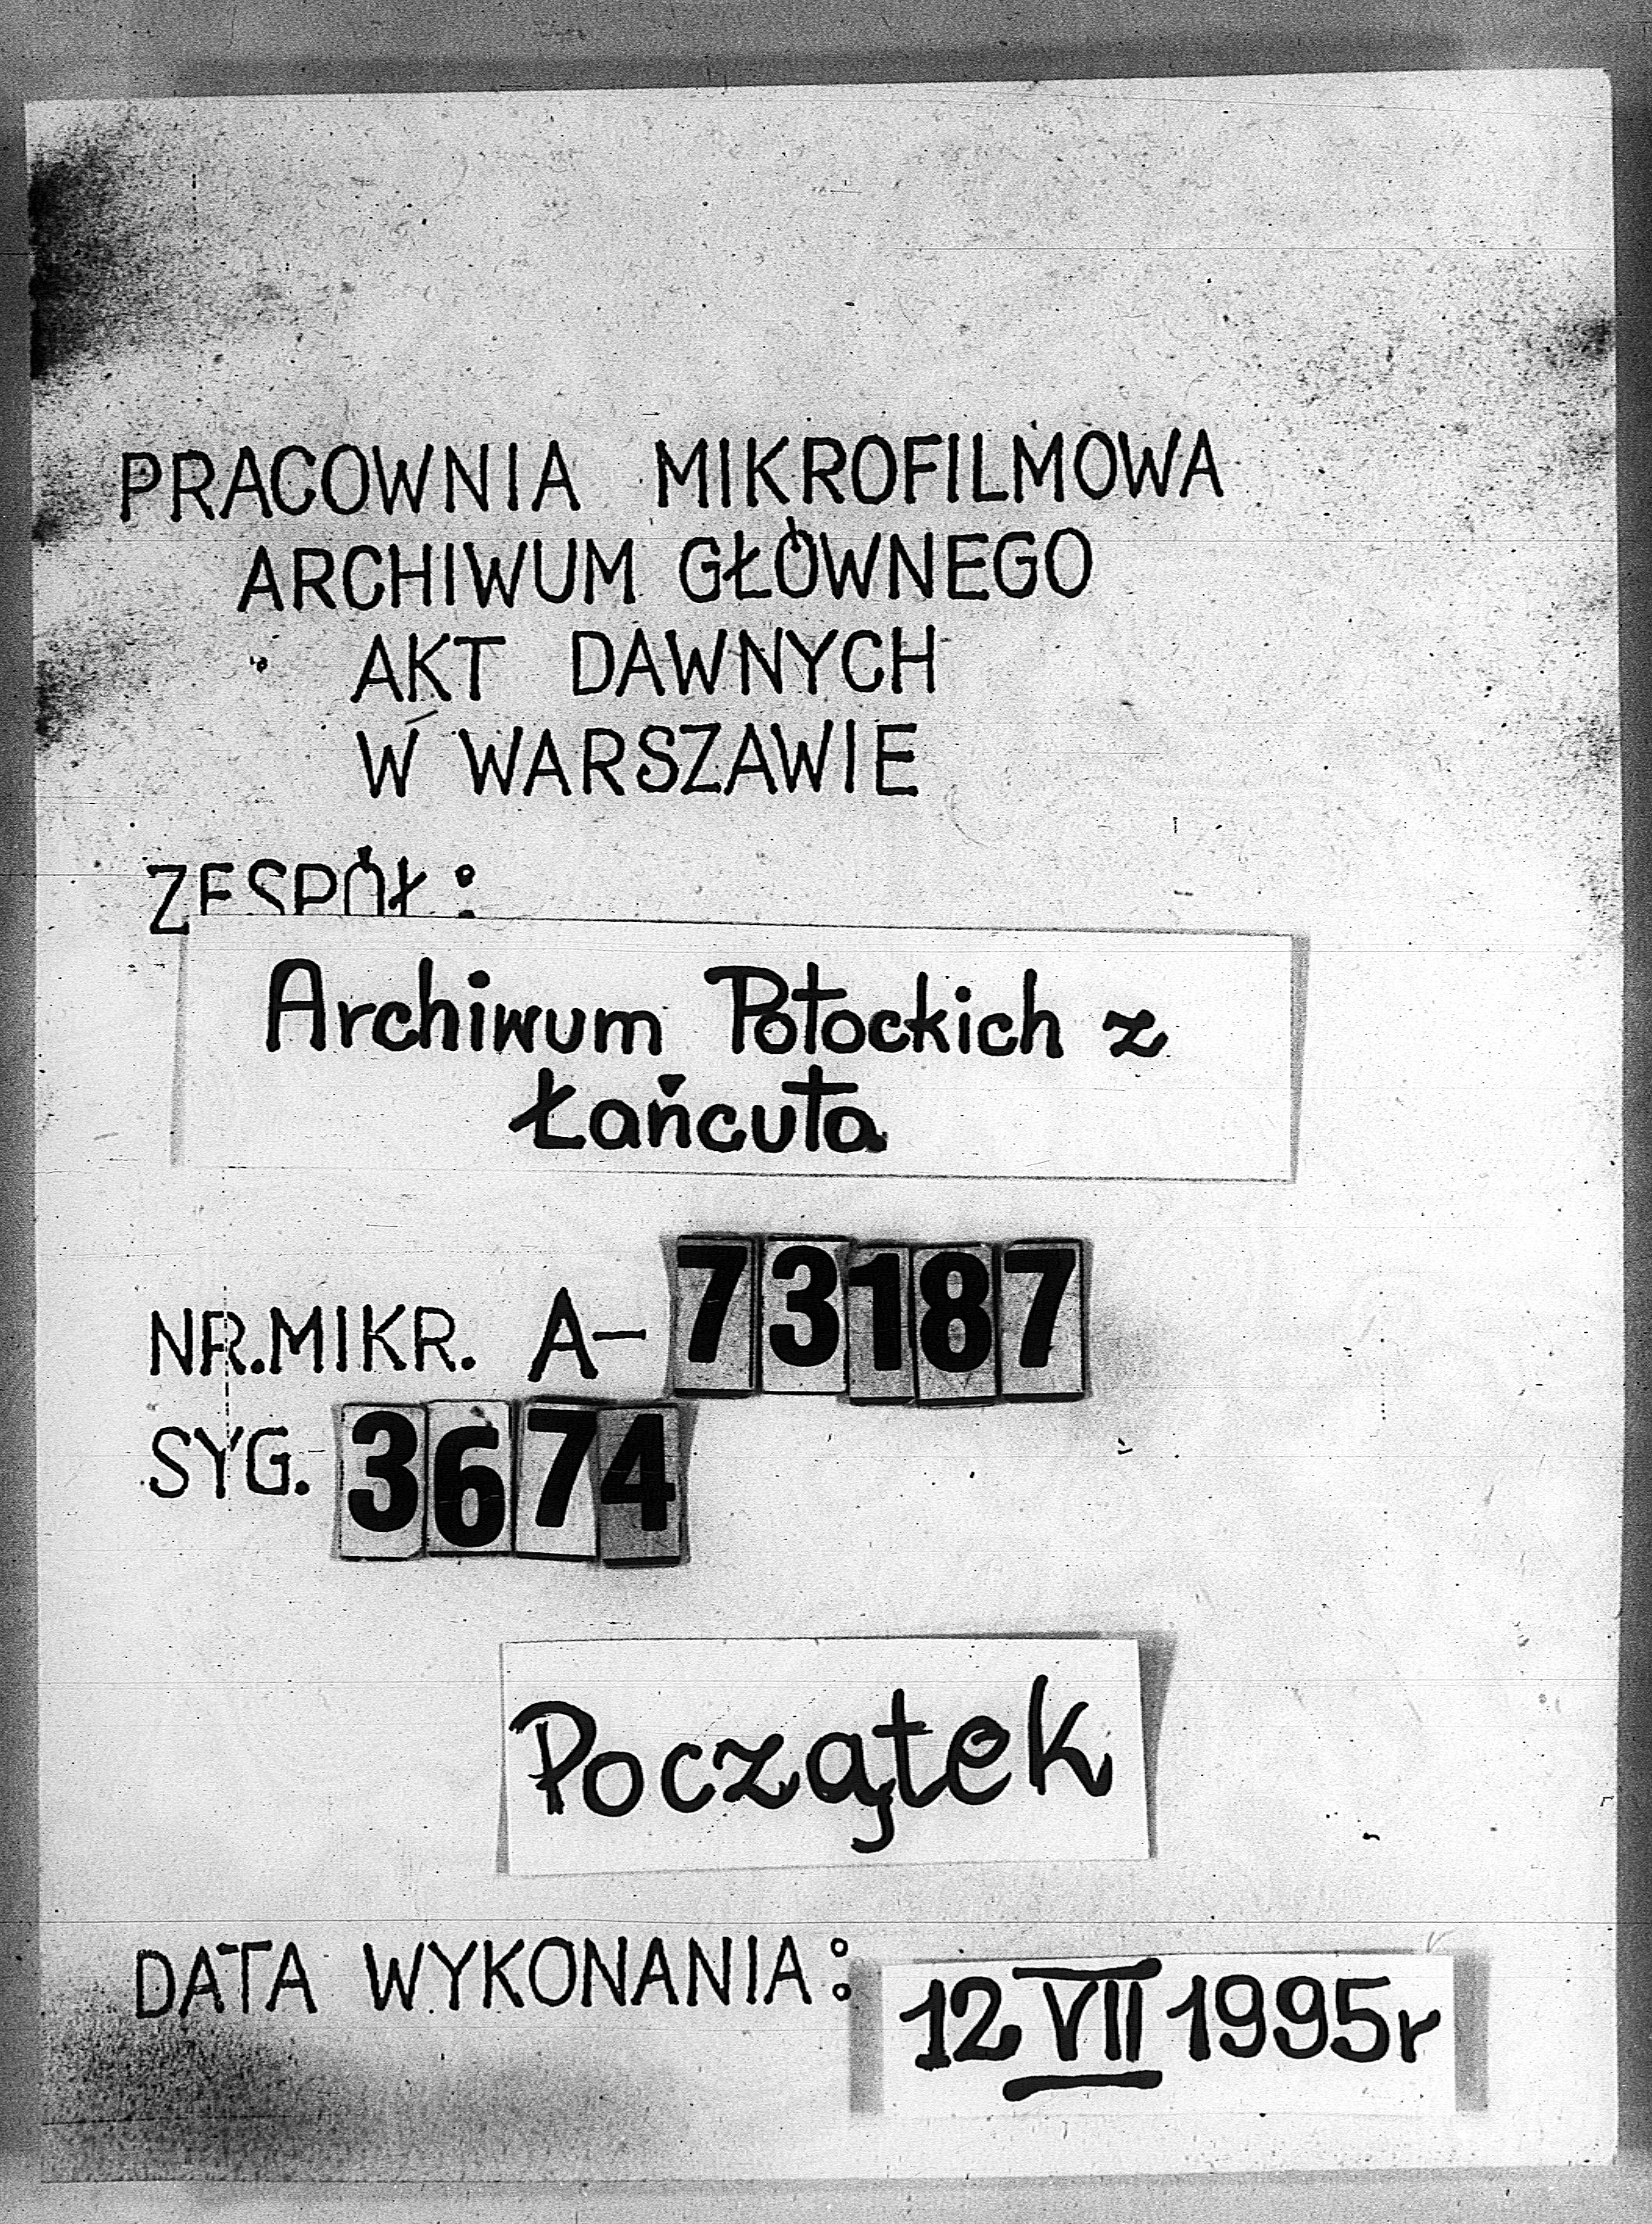 PRACOWNIA MIKROFILMOWA
ARCHIWUM GŁÓWNEGO
AKT DAWNYCH
W WARSZAWIE
ZESPÓŁ:
Archiwum Potockich z
Łańcuta
NR.MIKR. A-73187
SYG. 3674
Początek
DATA WYKONANIA: 12 VII 1995r